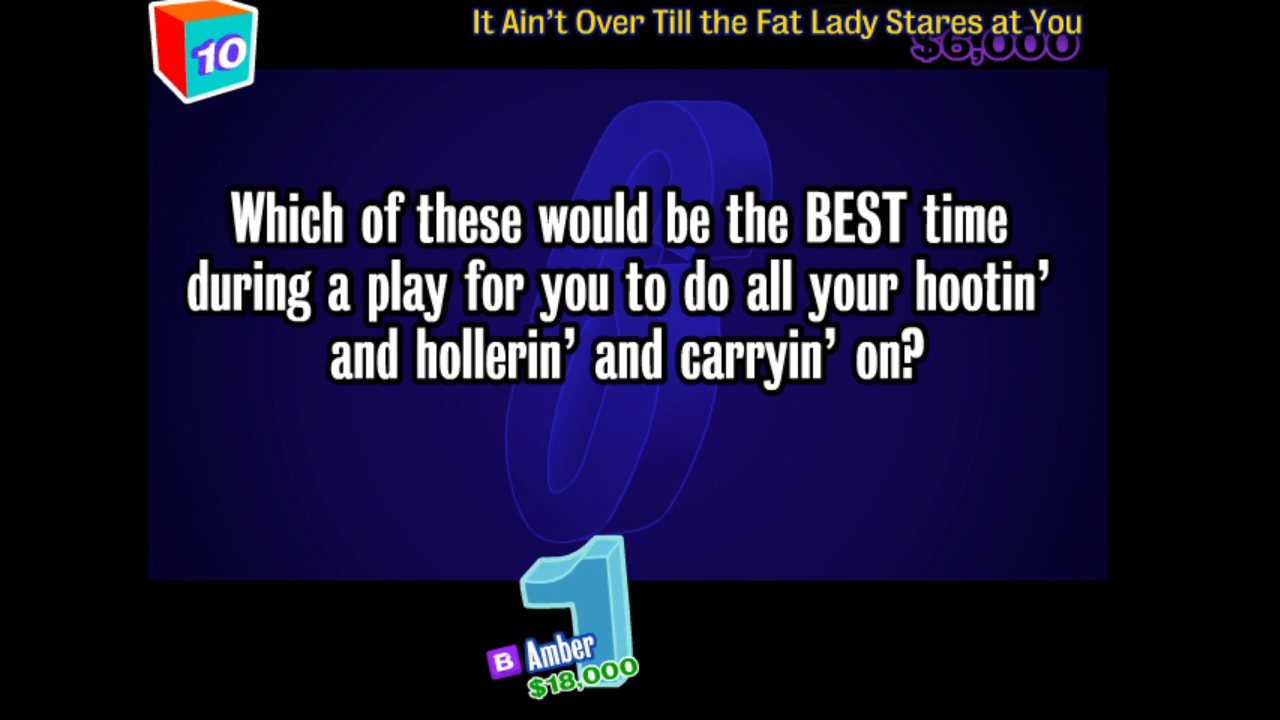 It Ain't Over Till the Fat Lady Stares at You
$6,000
10
Which of these would be the BEST time
during a play for you to do all your hootin'
and hollerin' and carryin' on?
6
1
B Amber
$18,000